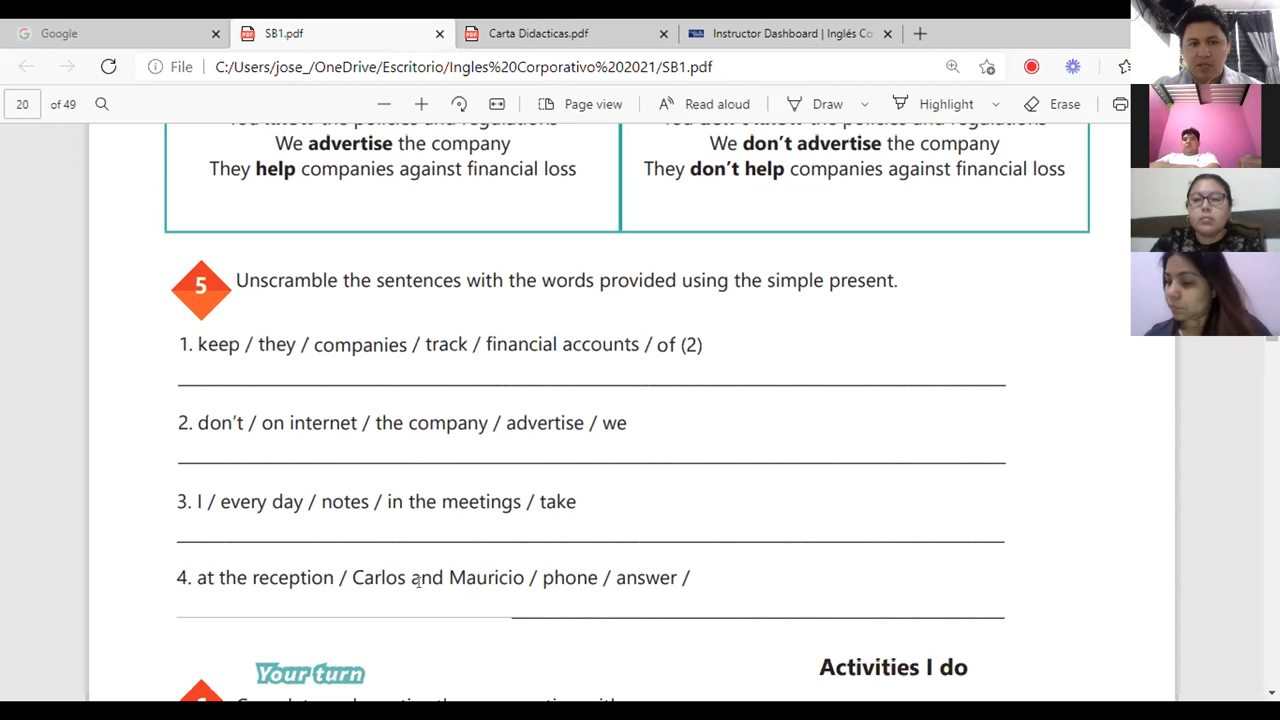 Google
SB1.pdf
Carta Didacticas.pdf
Instructor Dashboard | Inglés Co
File
C:/Users/jose_/OneDrive/Escritorio/Ingles%20Corporativo%202021/SB1.pdf
20 of 49
Page view
Read aloud
Draw
Highlight
Erase
We advertise the company
They help companies against financial loss
We don't advertise the company
They don't help companies against financial loss
5 Unscramble the sentences with the words provided using the simple present.
1. keep / they / companies / track / financial accounts / of (2)
2. don't / on internet / the company / advertise / we
3. I / every day / notes / in the meetings / take
4. at the reception / Carlos and Mauricio / phone / answer /
Your turn
Activities I do